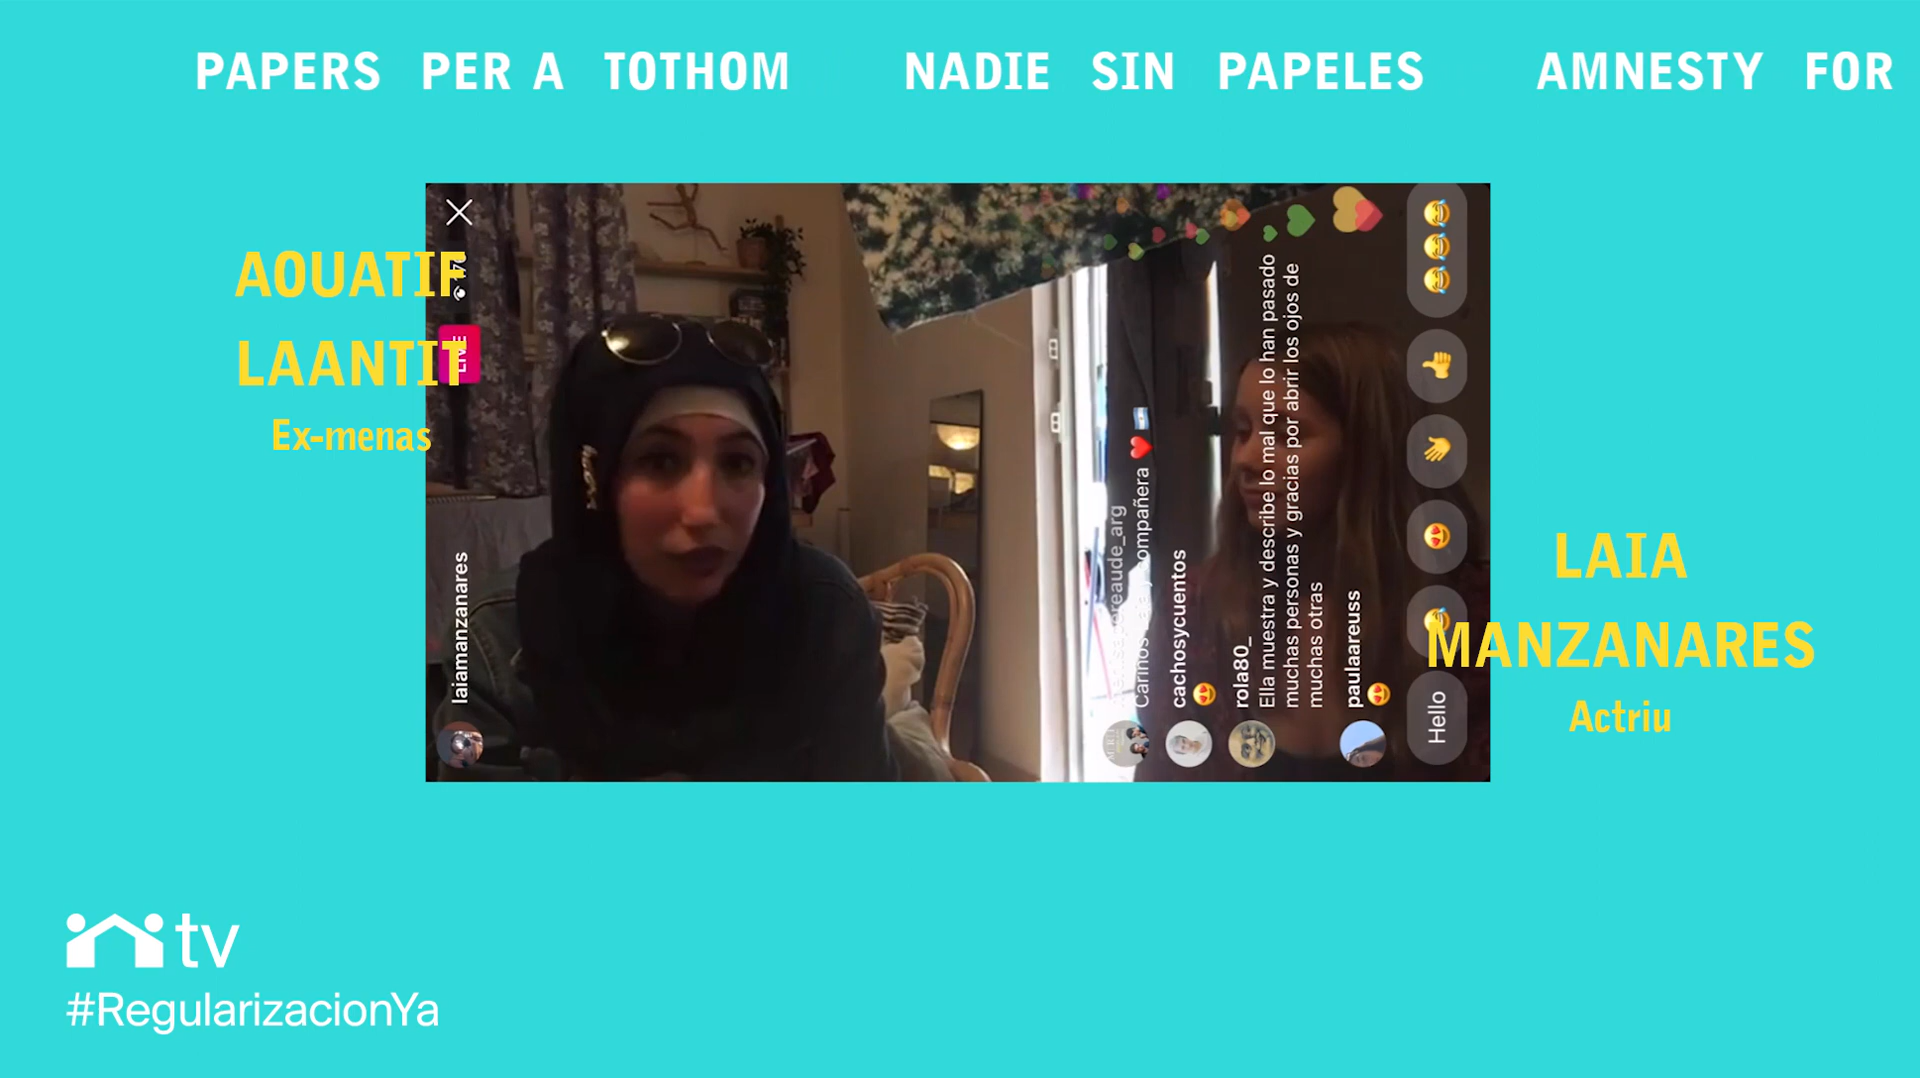 PAPERS PER A TOTHOM NADIE SIN PAPELES AMNESTY FOR
AOUATIF
LAANTIT
Ex-menas
LAIA
MANZANARES
Actriu
laiamanzanares
LIVE
compañera
cachosycuentos
rola80_
Ella muestra y describe lo mal que lo han pasado
muchas personas y gracias por abrir los ojos de
muchas otras
paulaareuss
Hello
tv
#RegularizacionYa